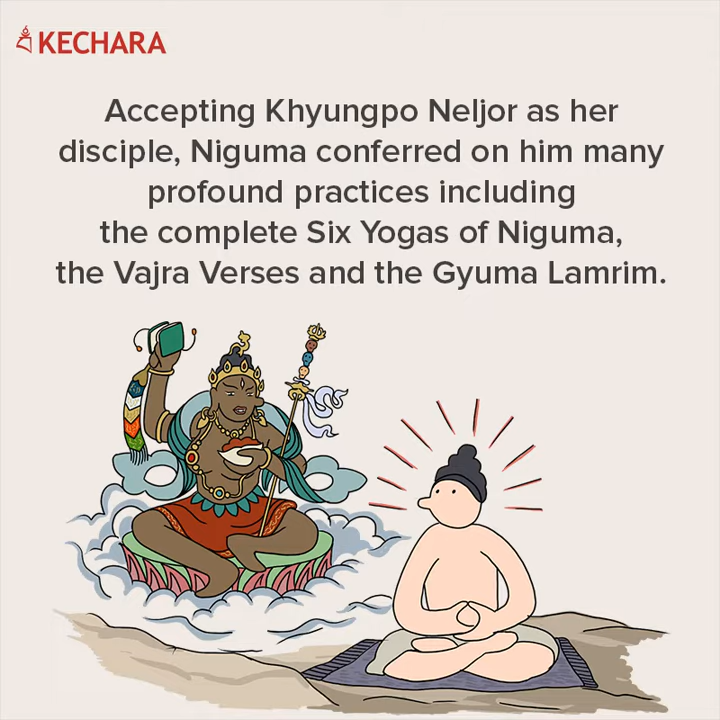 KECHARA
Accepting Khyungpo Neljor as her
disciple, Niguma conferred on him many
profound practices including
the complete Six Yogas of Niguma,
the Vajra Verses and the Gyuma Lamrim.